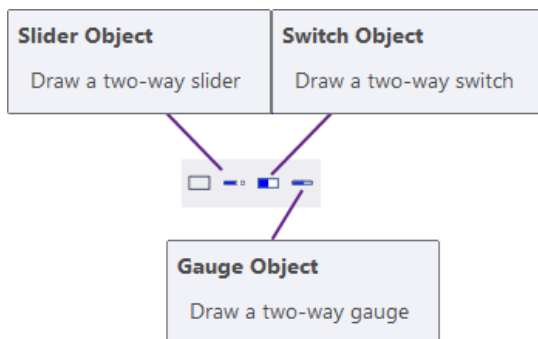 Slider Object
Draw a two-way slider
Switch Object
Draw a two-way switch
Gauge Object
Draw a two-way gauge